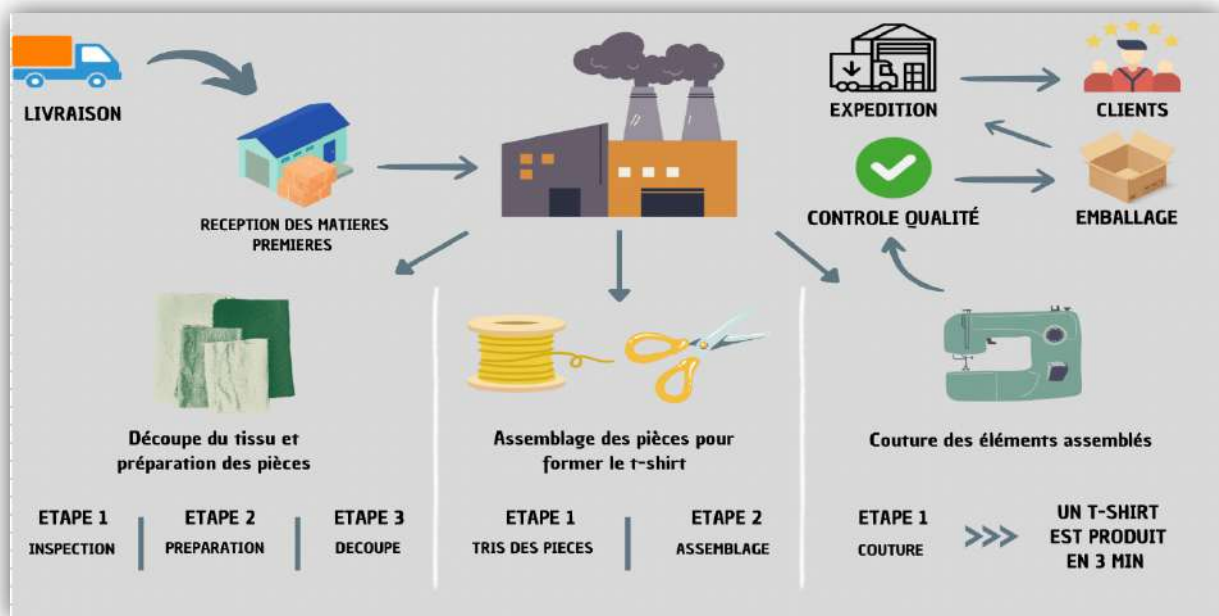 LIVRAISON
RECEPTION DES MATIERES
PREMIERES
EXPEDITION
CLIENTS
CONTROLE QUALITÉ
EMBALLAGE
Découpe du tissu et
préparation des pièces
ETAPE 1
INSPECTION
ETAPE 2
PREPARATION
ETAPE 3
DECOUPE
Assemblage des pièces pour
former le t-shirt
ETAPE 1
TRIS DES PIECES
ETAPE 2
ASSEMBLAGE
Couture des éléments assemblés
ETAPE 1
COUTURE
UN T-SHIRT
EST PRODUIT
EN 3 MIN